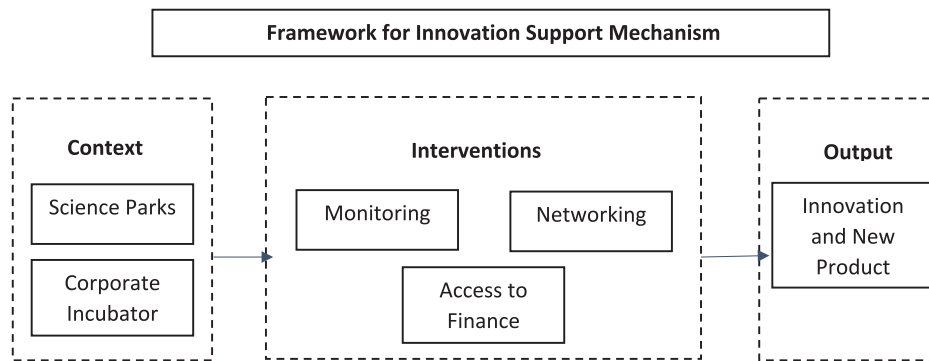 Framework for Innovation Support Mechanism
Context
Science Parks
Corporate
Incubator
Interventions
Monitoring
Networking
Access to
Finance
Output
Innovation
and New
Product